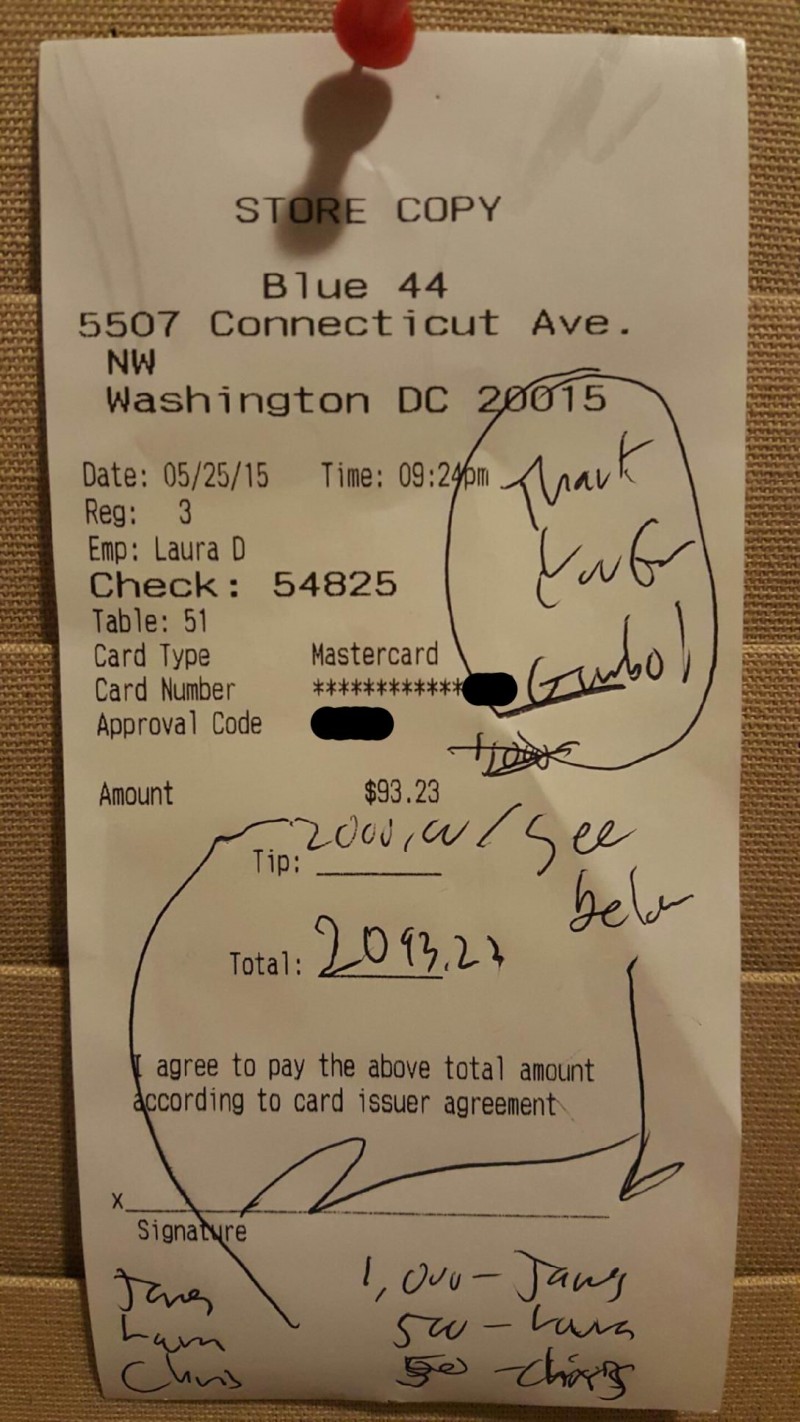 STORE COPY
Blue 44
5507 Connecticut Ave.
NW
Washington DC 20015
Date: 05/25/15 Time: 09:24pm
Reg: 3
Emp: Laura D
Check: 54825
Table: 51
Card Type Mastercard
Card Number ************
Approval Code
Thank
You for
Gumbo!
Amount $93.23
Tip: 2000.00 / See
below
Total: 2093.23
I agree to pay the above total amount
according to card issuer agreement
x
Signature
James 1,000 - James
Laura 500 - Laura
Chris 500 - Chris